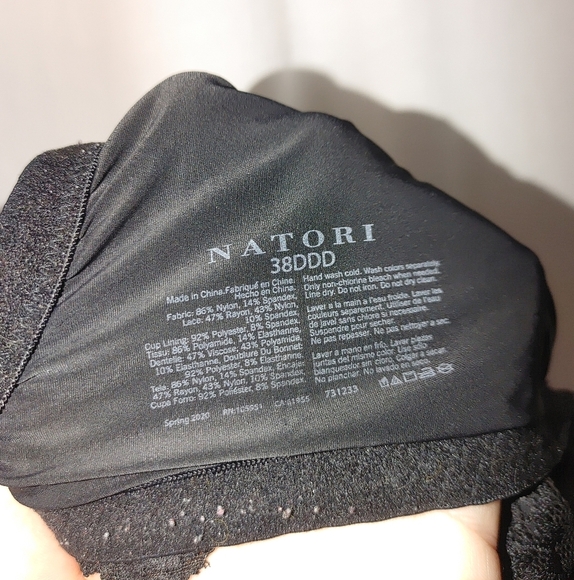 NATORI
38DDD
Made in China.Fabriqué en Chine.
Hecho en China.
Fabric: 86% Nylon, 14% Spandex,
Lace: 47% Rayon, 43% Nylon,
10% Spandex,
Cup Lining: 92% Polyester, 8% Spandex.
Tissu: 86% Polyamide, 14% Elasthanne,
Dentelle: 47% Viscose, 43% Polyamide,
10% Elasthanne, Doublure Du Bonnet:
92% Polyester, 8% Elasthanne.
Tela: 86% Nylon, 14% Spandex, Encaje:
47% Rayon, 43% Nylon, 10% Spandex,
Cupa Forro: 92% Polyester, 8% Spandex.
Hand wash cold. Wash colors separately.
Only non-chlorine bleach when needed.
Line dry. Do not iron. Do not dry clean.
Laver a la main a l'eau froide. Laver les
couleurs séparement. Utiliser de l'eau
de javel sans chlore si necessaire.
Suspendre pour secher.
Ne pas repasser. Ne pas nettoyer a sec.
Lavar a mano en frio. Lavar piezas
juntas del mismo color. Use
blanqueador sin cloro. Colgar a secar.
No planchar. No lavado en seco.
Spring 2020
731233